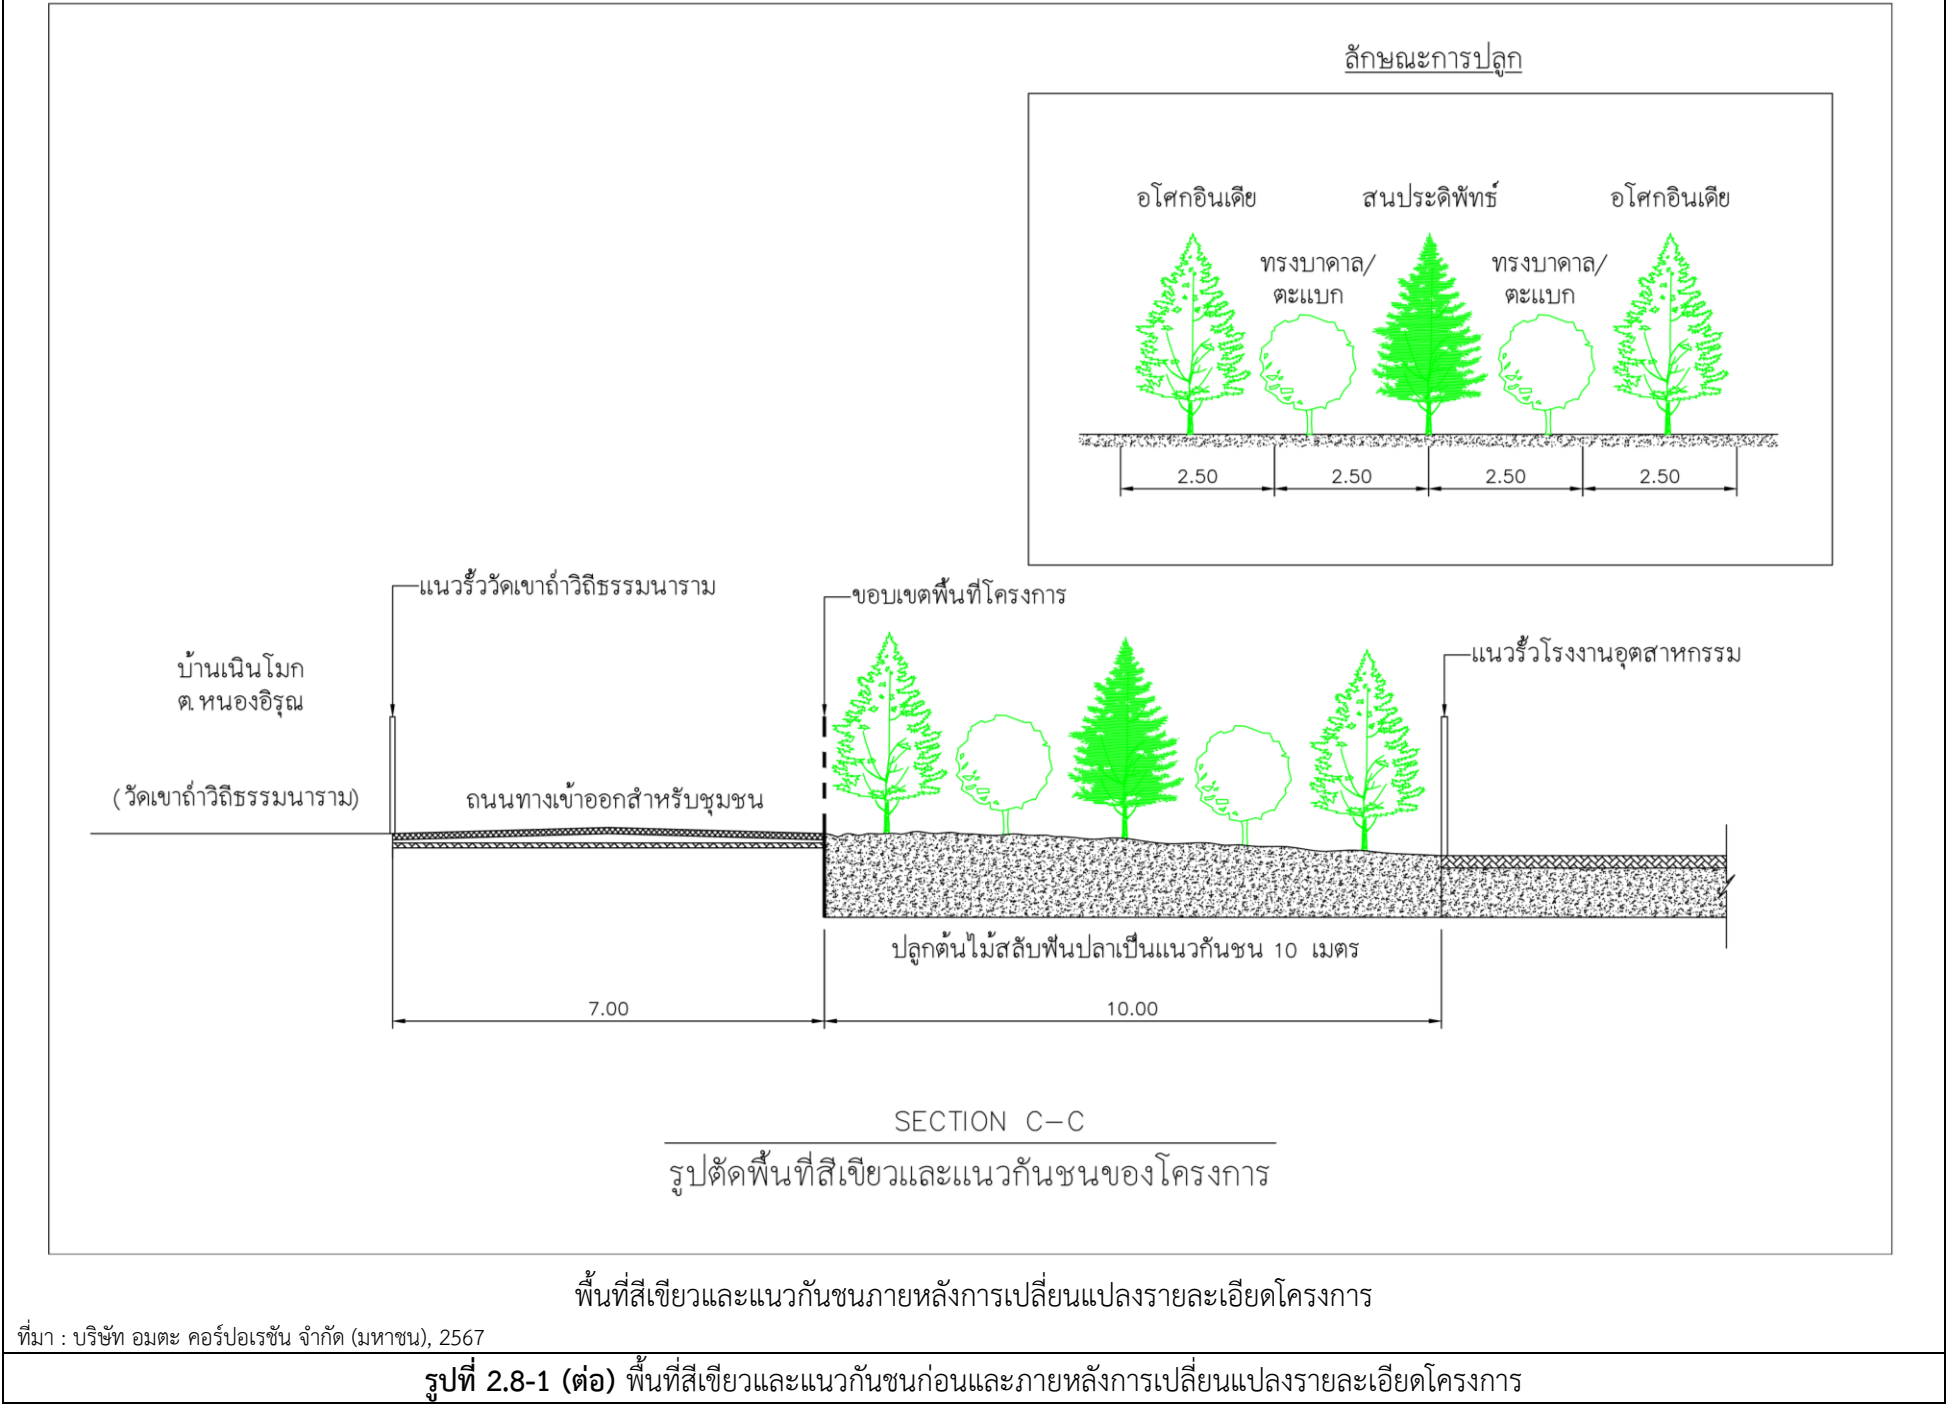 ลักษณะการปลูก
อโศกอินเดีย
สนประดิพัทธ์
อโศกอินเดีย
ทรงบาดาล/
ตะแบก
ทรงบาดาล/
ตะแบก
2.50
2.50
2.50
2.50
แนวรั้ววัดเขาถ้ำวิถีธรรมนาราม
ขอบเขตพื้นที่โครงการ
แนวรั้วโรงงานอุตสาหกรรม
บ้านเนินโมก
ต.หนองอิรุณ
(วัดเขาถ้ำวิถีธรรมนาราม)
ถนนทางเข้าออกสำหรับชุมชน
ปลูกต้นไม้สลับฟันปลาเป็นแนวกันชน 10 เมตร
7.00
10.00
SECTION C-C
รูปตัดพื้นที่สีเขียวและแนวกันชนของโครงการ
พื้นที่สีเขียวและแนวกันชนภายหลังการเปลี่ยนแปลงรายละเอียดโครงการ
ที่มา : บริษัท อมตะ คอร์ปอเรชัน จำกัด (มหาชน), 2567
รูปที่ 2.8-1 (ต่อ) พื้นที่สีเขียวและแนวกันชนก่อนและภายหลังการเปลี่ยนแปลงรายละเอียดโครงการ